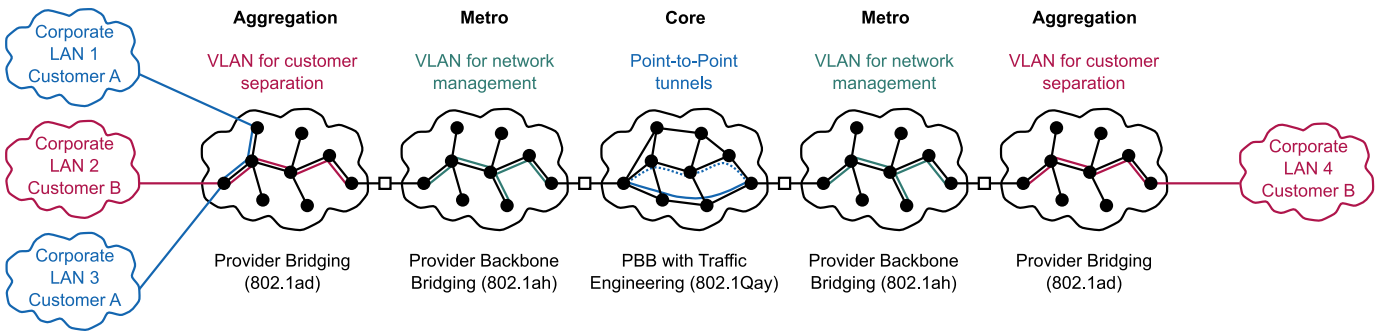 Corporate
LAN 1
Customer A
Corporate
LAN 2
Customer B
Corporate
LAN 3
Customer A
Aggregation
VLAN for customer
separation
Provider Bridging
(802.1ad)
Metro
VLAN for network
management
Provider Backbone
Bridging (802.1ah)
Core
Point-to-Point
tunnels
PBB with Traffic
Engineering (802.1Qay)
Metro
VLAN for network
management
Provider Backbone
Bridging (802.1ah)
Aggregation
VLAN for customer
separation
Provider Bridging
(802.1ad)
Corporate
LAN 4
Customer B